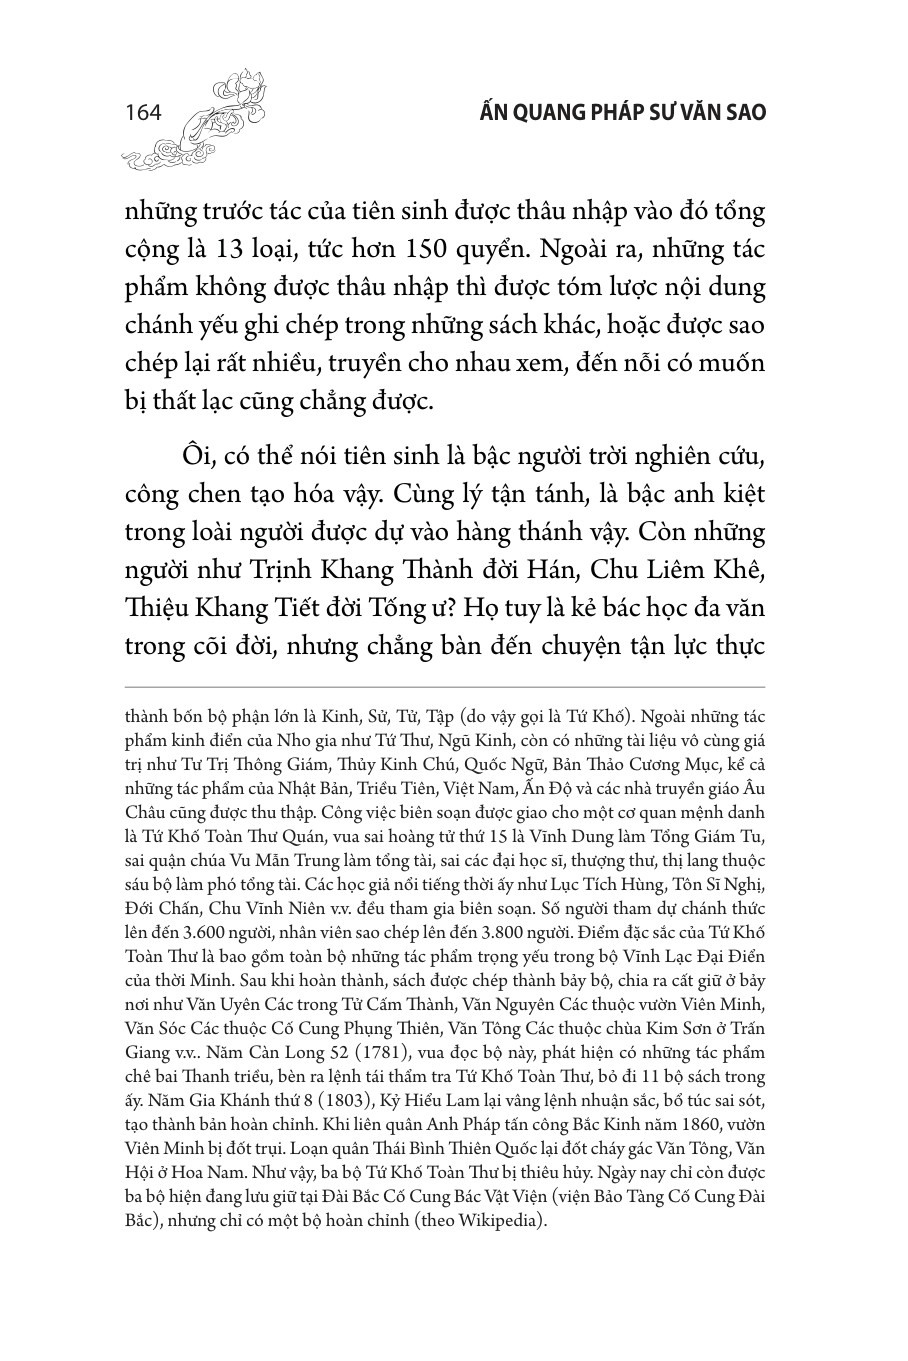 164
ẤN QUANG PHÁP SƯ VĂN SAO
những trước tác của tiên sinh được thâu nhập vào đó tổng
cộng là 13 loại, tức hơn 150 quyển. Ngoài ra, những tác
phẩm không được thâu nhập thì được tóm lược nội dung
chánh yếu ghi chép trong những sách khác, hoặc được sao
chép lại rất nhiều, truyền cho nhau xem, đến nỗi có muốn
bị thất lạc cũng chẳng được.
Ôi, có thể nói tiên sinh là bậc người trời nghiên cứu,
công chen tạo hóa vậy. Cùng lý tận tánh, là bậc anh kiệt
trong loài người được dự vào hàng thánh vậy. Còn những
người như Trịnh Khang Thành đời Hán, Chu Liêm Khê,
Thiệu Khang Tiết đời Tống ư? Họ tuy là kẻ bác học đa văn
trong cõi đời, nhưng chẳng bàn đến chuyện tận lực thực
thành bốn bộ phận lớn là Kinh, Sử, Tử, Tập (do vậy gọi là Tứ Khố). Ngoài những tác
phẩm kinh điển của Nho gia như Tứ Thư, Ngũ Kinh, còn có những tài liệu vô cùng giá
trị như Tư Trị Thông Giám, Thủy Kinh Chú, Quốc Ngữ, Bản Thảo Cương Mục, kể cả
những tác phẩm của Nhật Bản, Triều Tiên, Việt Nam, Ấn Độ và các nhà truyền giáo Âu
Châu cũng được thu thập. Công việc biên soạn được giao cho một cơ quan mệnh danh
là Tứ Khố Toàn Thư Quán, vua sai hoàng tử thứ 15 là Vĩnh Dung làm Tổng Giám Tu,
sai quận chúa Vu Mẫn Trung làm tổng tài, sai các đại học sĩ, thượng thư, thị lang thuộc
sáu bộ làm phó tổng tài. Các học giả nổi tiếng thời ấy như Lục Tích Hùng, Tôn Sĩ Nghị,
Đới Chấn, Chu Vĩnh Niên v.v. đều tham gia biên soạn. Số người tham dự chánh thức
lên đến 3.600 người, nhân viên sao chép lên đến 3.800 người. Điểm đặc sắc của Tứ Khố
Toàn Thư là bao gồm toàn bộ những tác phẩm trọng yếu trong bộ Vĩnh Lạc Đại Điển
của thời Minh. Sau khi hoàn thành, sách được chép thành bảy bộ, chia ra cất giữ ở bảy
nơi như Văn Uyên Các trong Tử Cấm Thành, Văn Nguyên Các thuộc vườn Viên Minh,
Văn Sóc Các thuộc Cố Cung Phụng Thiên, Văn Tông Các thuộc chùa Kim Sơn ở Trấn
Giang v.v.. Năm Càn Long 52 (1781), vua đọc bộ này, phát hiện có những tác phẩm
chê bai Thanh triều, bèn ra lệnh tái thẩm tra Tứ Khố Toàn Thư, bỏ đi 11 bộ sách trong
ấy. Năm Gia Khánh thứ 8 (1803), Kỷ Hiểu Lam lại vâng lệnh nhuận sắc, bổ túc sai sót,
tạo thành bản hoàn chỉnh. Khi liên quân Anh Pháp tấn công Bắc Kinh năm 1860, vườn
Viên Minh bị đốt trụi. Loạn quân Thái Bình Thiên Quốc lại đốt cháy gác Văn Tông, Văn
Hội ở Hoa Nam. Như vậy, ba bộ Tứ Khố Toàn Thư bị thiêu hủy. Ngày nay chỉ còn được
ba bộ hiện đang lưu giữ tại Đài Bắc Cố Cung Bác Vật Viện (viện Bảo Tàng Cố Cung Đài
Bắc), nhưng chỉ có một bộ hoàn chỉnh (theo Wikipedia).